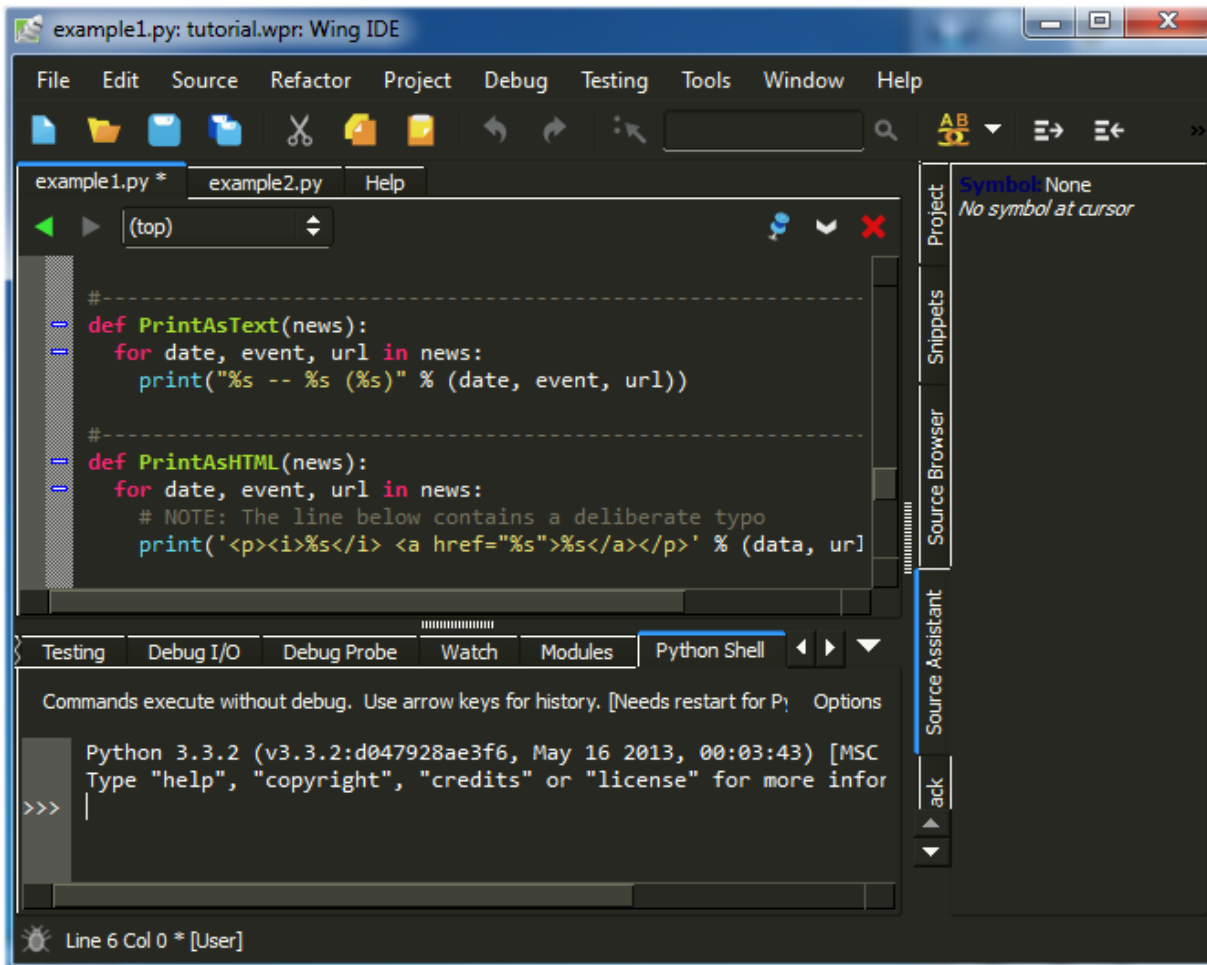 example1.py: tutorial.wpr: Wing IDE
File Edit Source Refactor Project Debug Testing Tools Window Help
AB
example1.py * example2.py Help
(top)
#-------------------------------------------------------------
def PrintAsText(news):
  for date, event, url in news:
    print("%s -- %s (%s)" % (date, event, url))
#-------------------------------------------------------------
def PrintAsHTML(news):
  for date, event, url in news:
    # NOTE: The line below contains a deliberate typo
    print('<p><i>%s</i> <a href="%s">%s</a></p>' % (data, url
Testing Debug I/O Debug Probe Watch Modules Python Shell
Commands execute without debug. Use arrow keys for history. [Needs restart for Py Options
Python 3.3.2 (v3.3.2:d047928ae3f6, May 16 2013, 00:03:43) [MSC
Type "help", "copyright", "credits" or "license" for more infor
>>>
Project
Snippets
Source Browser
Source Assistant
ack
Symbol: None
No symbol at cursor
Line 6 Col 0 * [User]